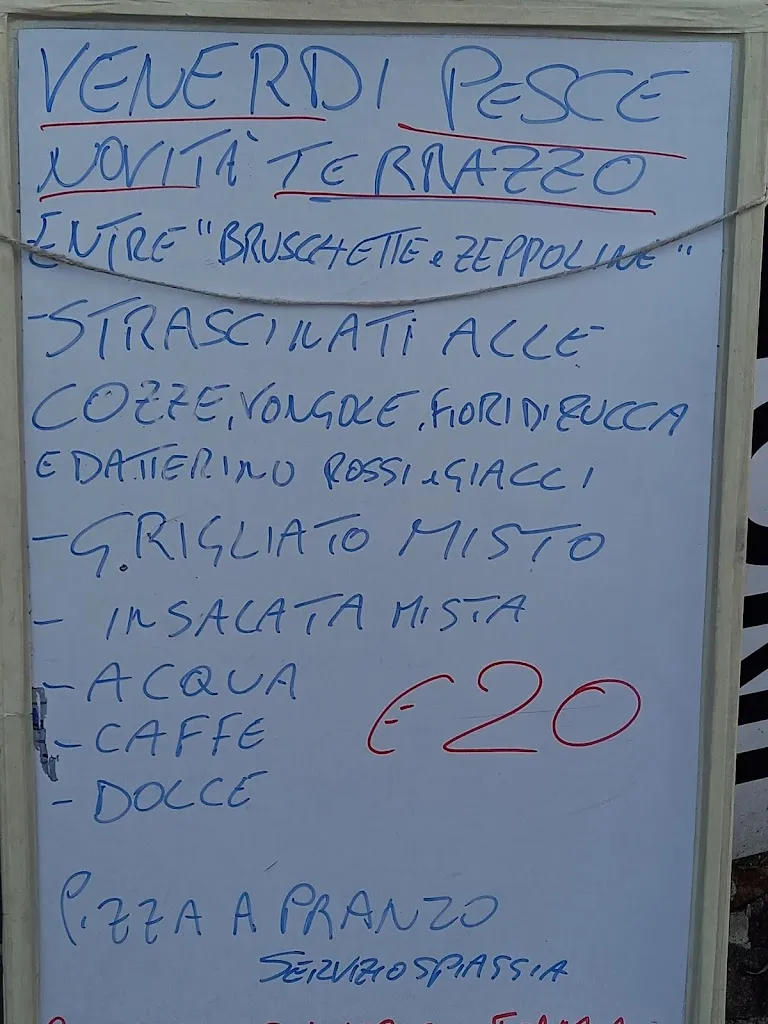 VENERDI PESCE
NOVITÀ TERRAZZO
ENTRE "BRUSCHETTE e ZEPPOLINE"
-STRASCINATI ALLE
COZZE, VONGOLE, FIORI DI ZUCCA
E DATTERINO ROSSI e GIALLI
- GRIGLIATO MISTO
- INSALATA MISTA
- ACQUA
€20
- CAFFE
- DOLCE
PIZZA A PRANZO
SERVIZIO SPIAGGIA